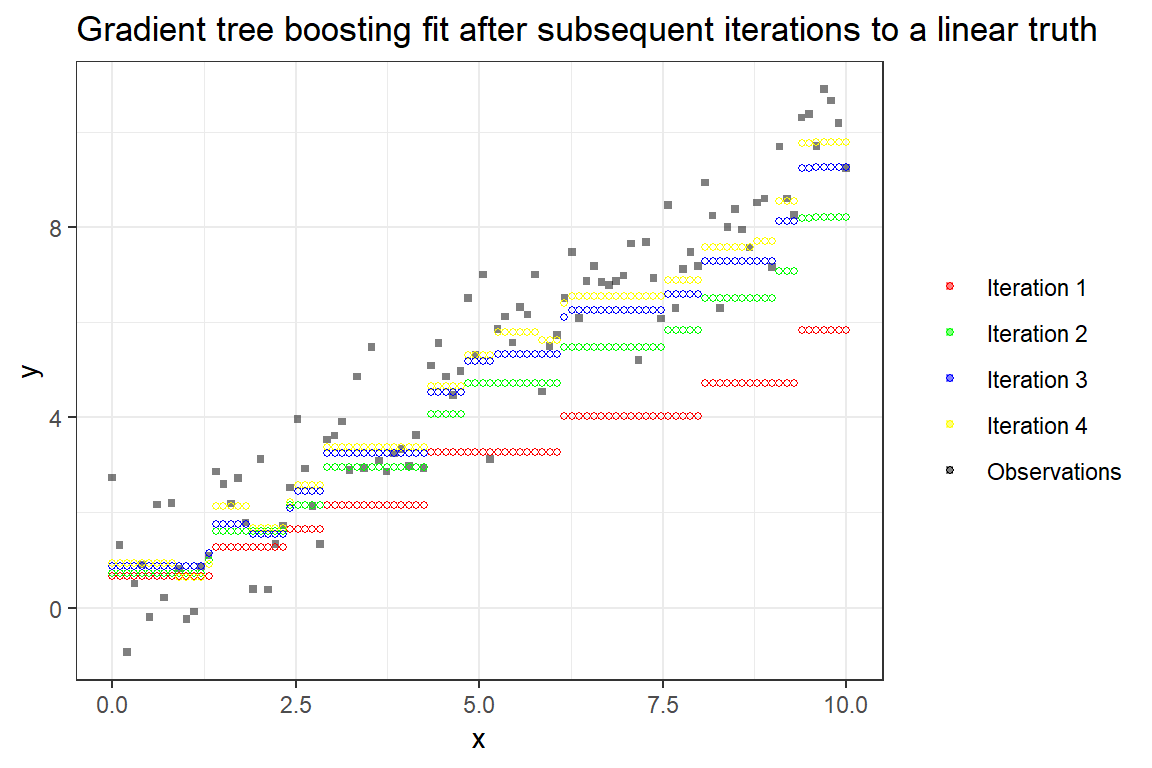 Gradient tree boosting fit after subsequent iterations to a linear truth
8
4
0
y
0.0 2.5 5.0 7.5 10.0
x
Iteration 1
Iteration 2
Iteration 3
Iteration 4
Observations